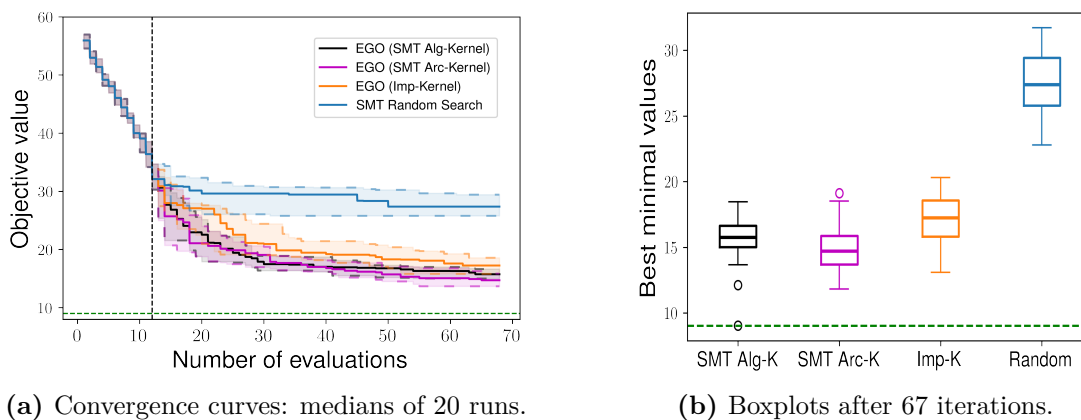 60
50
40
30
20
10
Objective value
0
10
20
30
40
50
60
70
Number of evaluations
EGO (SMT Alg-Kernel)
EGO (SMT Arc-Kernel)
EGO (Imp-Kernel)
SMT Random Search
(a) Convergence curves: medians of 20 runs.
30
25
20
15
10
Best minimal values
SMT Alg-K
SMT Arc-K
Imp-K
Random
(b) Boxplots after 67 iterations.